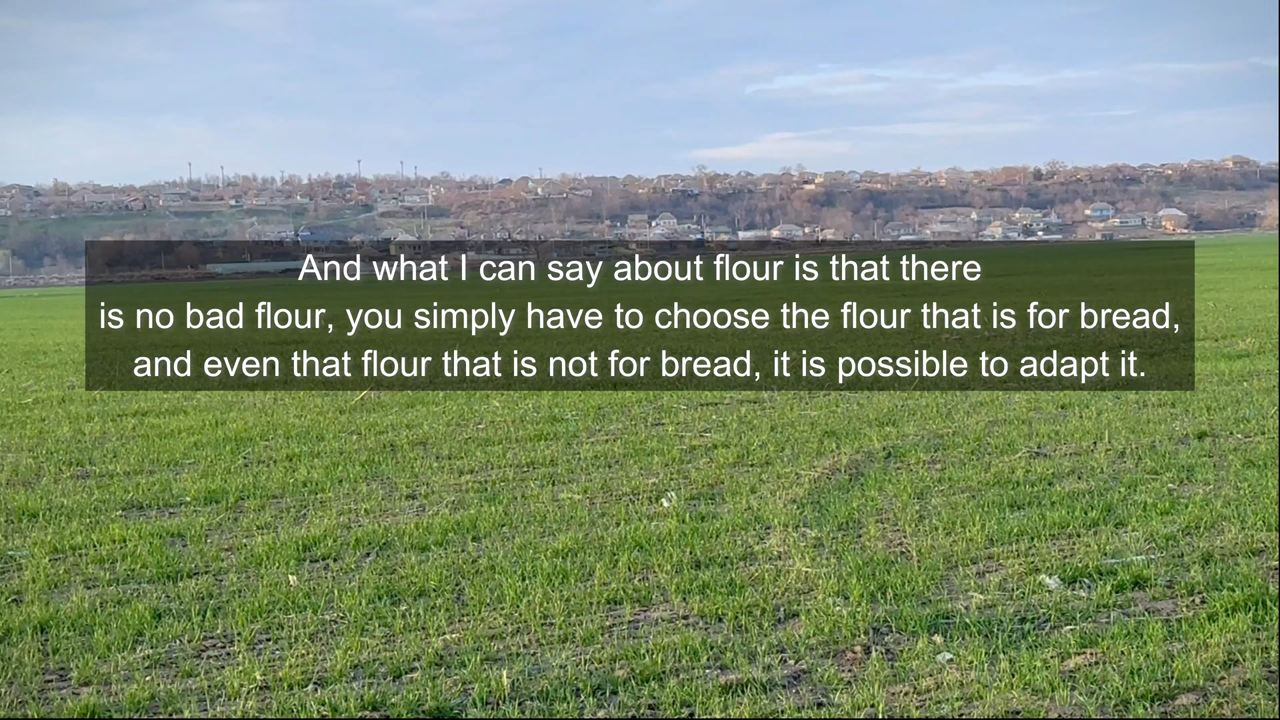 And what I can say about flour is that there
is no bad flour, you simply have to choose the flour that is for bread,
and even that flour that is not for bread, it is possible to adapt it.